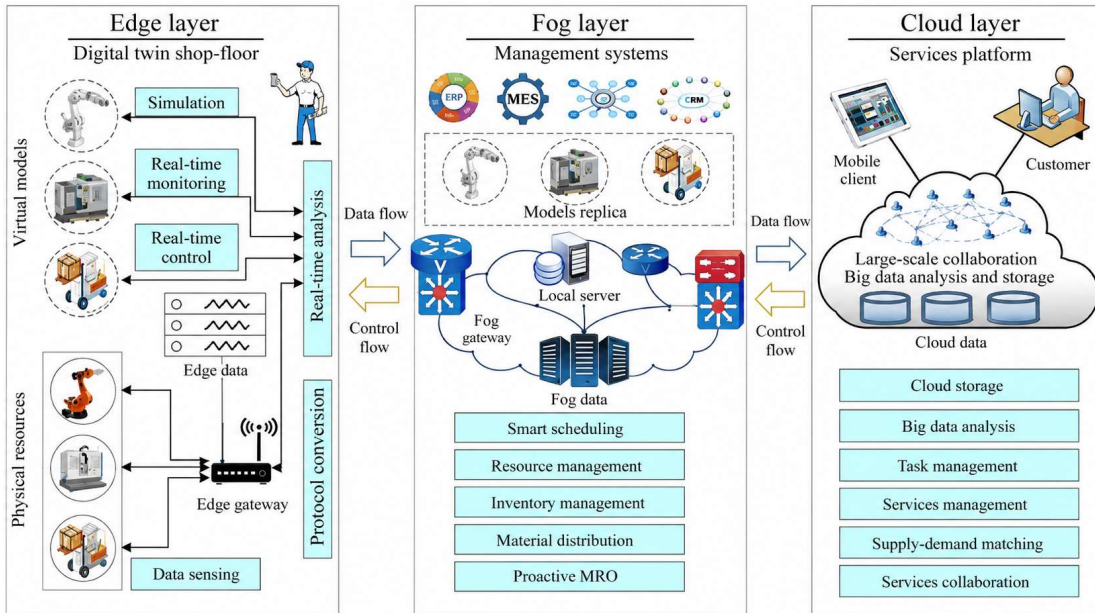 Edge layer
Digital twin shop-floor
Virtual models
Simulation
Real-time
monitoring
Real-time
control
Real-time analysis
Edge data
Physical resources
Edge gateway
Protocol conversion
Data sensing
Data flow
Control
flow
Fog layer
Management systems
ERP
MES
CRM
Models replica
V
Local server
V
Fog
gateway
Fog data
Smart scheduling
Resource management
Inventory management
Material distribution
Proactive MRO
Data flow
Control
flow
Cloud layer
Services platform
Mobile
client
Customer
Large-scale collaboration
Big data analysis and storage
Cloud data
Cloud storage
Big data analysis
Task management
Services management
Supply-demand matching
Services collaboration